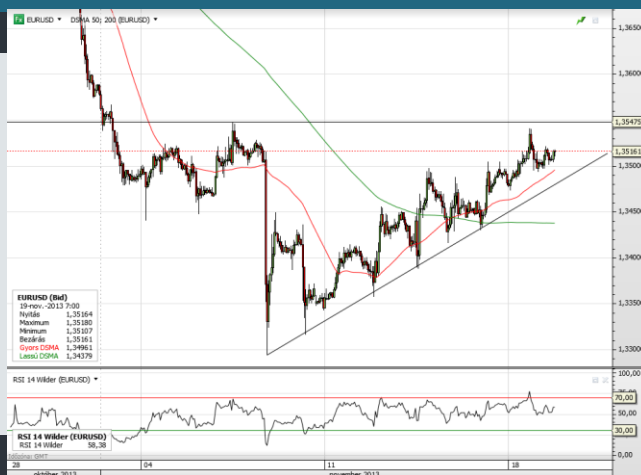 EURUSD DSMA 50; 200 (EURUSD)
1,36500
1,36000
1,35475
1,35161
1,35000
1,34500
1,34000
1,33500
1,33000
EURUSD (Bid)
19-nov.-2013 7:00
Nyitás 1,35164
Maximum 1,35180
Minimum 1,35107
Bezárás 1,35161
Gyors DSMA 1,34961
Lassú DSMA 1,34379
RSI 14 Wilder (EURUSD)
100,00
70,00
50,00
30,00
0,00
RSI 14 Wilder (EURUSD)
RSI 14 Wilder 58,38
Időzóna: GMT
28 04 11 18
október 2013 november 2013